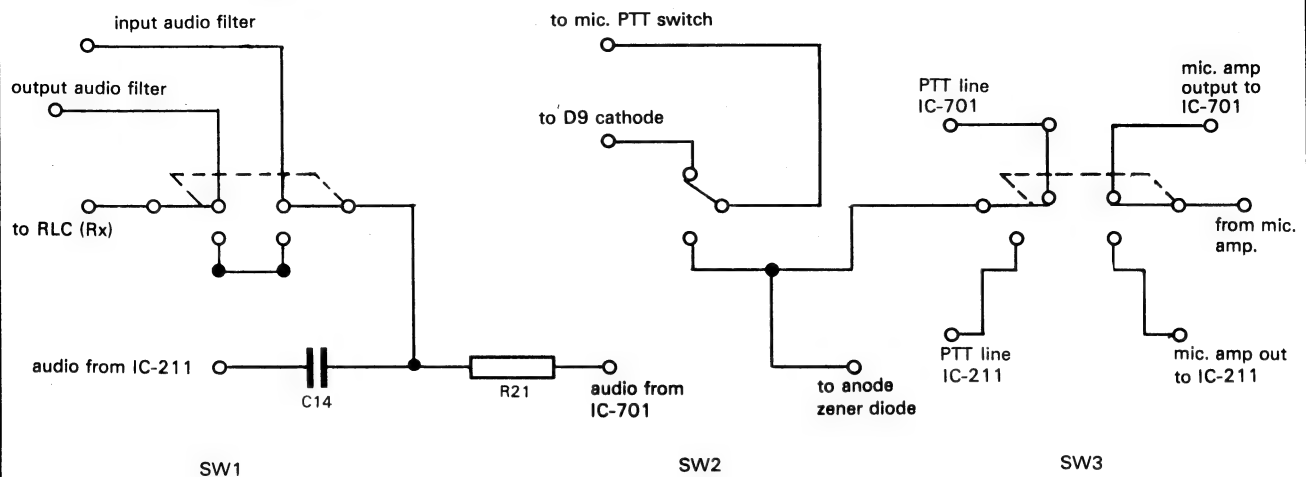 input audio filter
output audio filter
to RLC (Rx)
audio from IC-211
C14
R21
audio from
IC-701
SW1
to mic. PTT switch
to D9 cathode
to anode
zener diode
SW2
PTT line
IC-701
mic. amp
output to
IC-701
from mic.
amp.
PTT line
IC-211
mic. amp out
to IC-211
SW3